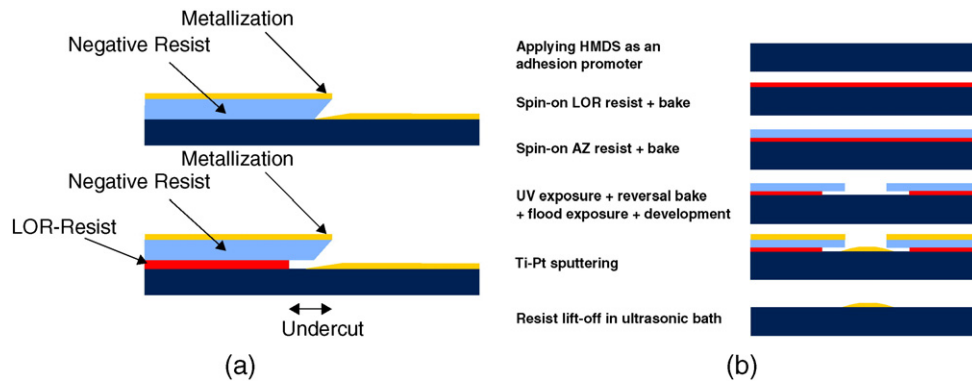 Metallization
Negative Resist
Metallization
Negative Resist
LOR-Resist
Undercut
(a)
Applying HMDS as an
adhesion promoter
Spin-on LOR resist + bake
Spin-on AZ resist + bake
UV exposure + reversal bake
+ flood exposure + development
Ti-Pt sputtering
Resist lift-off in ultrasonic bath
(b)